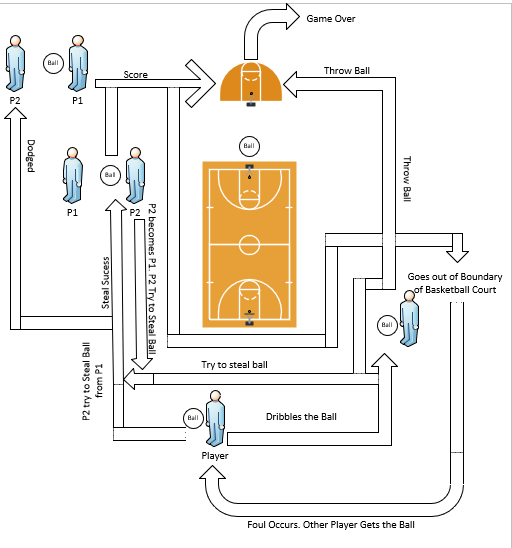 Game Over
P2
Ball
P1
Score
Throw Ball
Dodged
P1
Ball
P2
Ball
Throw Ball
Steal Sucess
P2 becomes P1. P2 Try to Steal Ball
Goes out of Boundary
of Basketball Court
Ball
P2 try to Steal Ball
from P1
Try to steal ball
Ball
Dribbles the Ball
Player
Foul Occurs. Other Player Gets the Ball